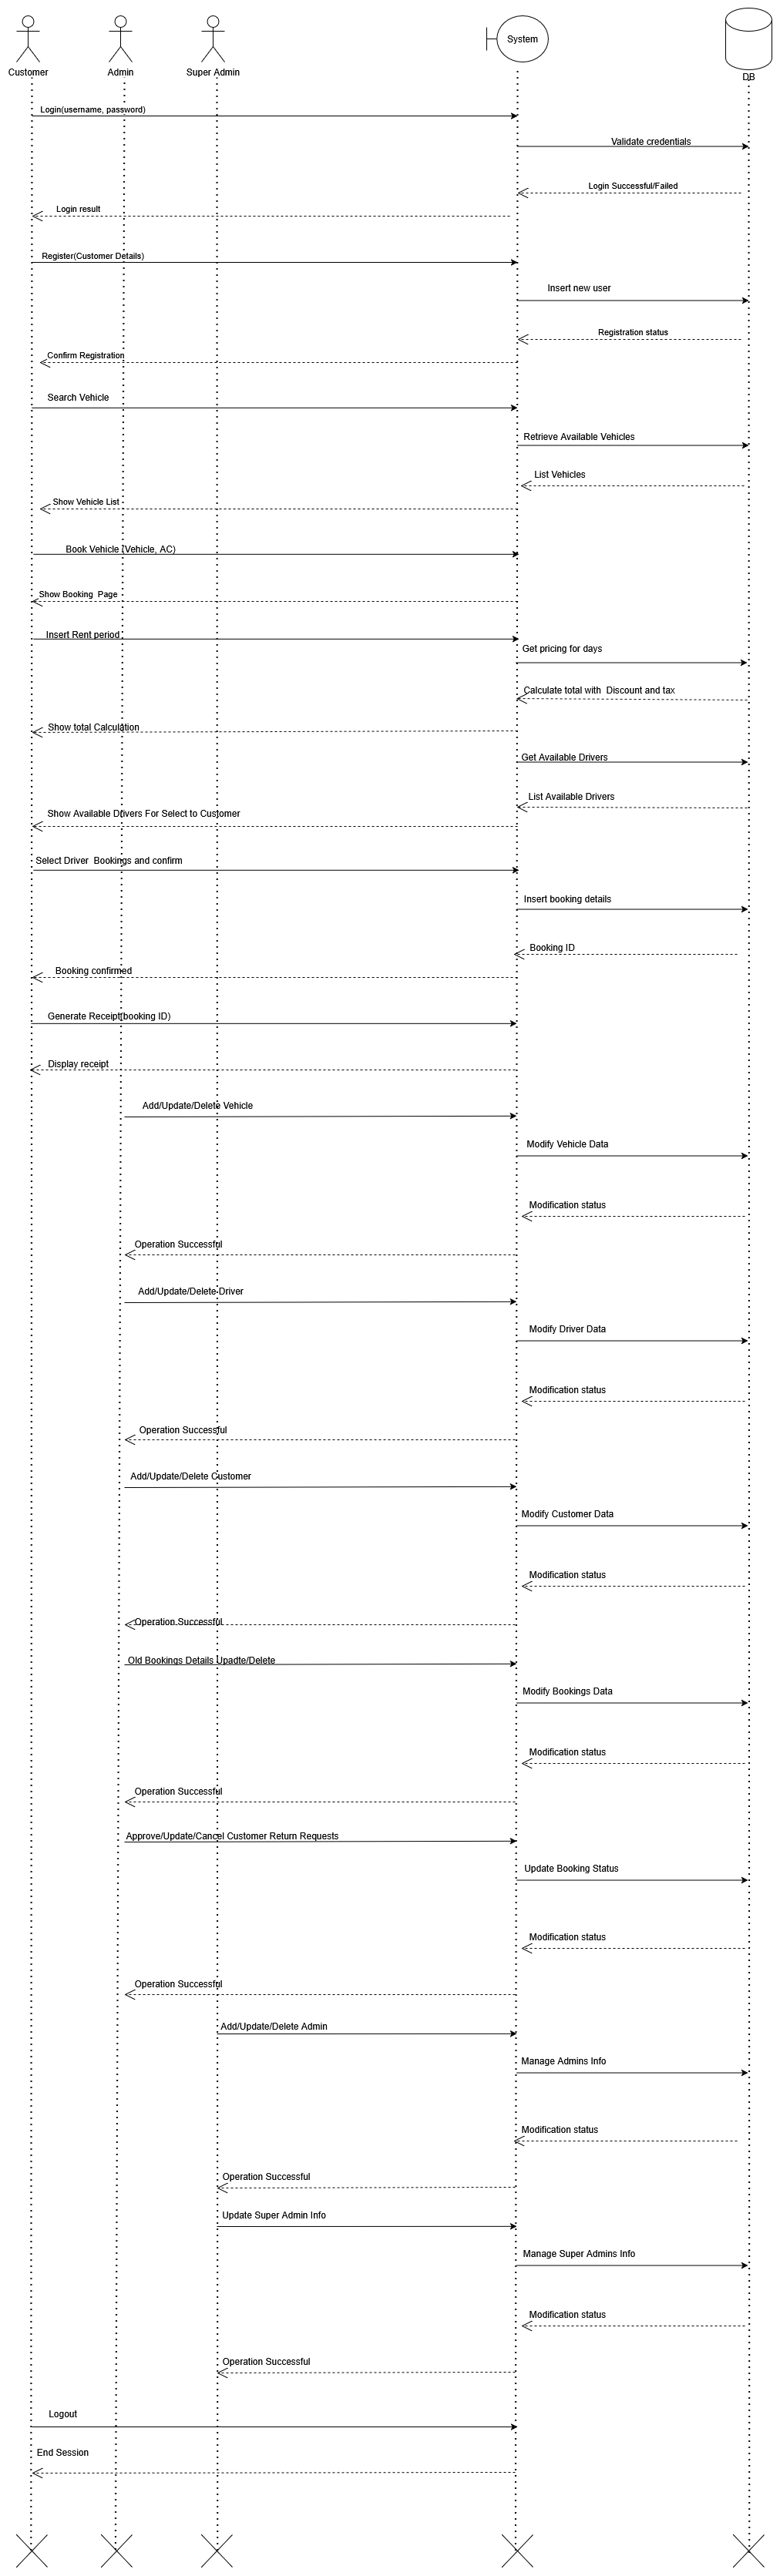 Customer
Admin
Super Admin
System
DB
Login(username, password)
Validate credentials
Login Successful/Failed
Login result
Register(Customer Details)
Insert new user
Registration status
Confirm Registration
Search Vehicle
Retrieve Available Vehicles
List Vehicles
Show Vehicle List
Book Vehicle (Vehicle, AC)
Show Booking Page
Insert Rent period
Get pricing for days
Calculate total with Discount and tax
Show total Calculation
Get Available Drivers
List Available Drivers
Show Available Drivers For Select to Customer
Select Driver Bookings and confirm
Insert booking details
Booking ID
Booking confirmed
Generate Receipt(booking ID)
Display receipt
Add/Update/Delete Vehicle
Modify Vehicle Data
Modification status
Operation Successful
Add/Update/Delete Driver
Modify Driver Data
Modification status
Operation Successful
Add/Update/Delete Customer
Modify Customer Data
Modification status
Operation Successful
Old Bookings Details Upadte/Delete
Modify Bookings Data
Modification status
Operation Successful
Approve/Update/Cancel Customer Return Requests
Update Booking Status
Modification status
Operation Successful
Add/Update/Delete Admin
Manage Admins Info
Modification status
Operation Successful
Update Super Admin Info
Manage Super Admins Info
Modification status
Operation Successful
Logout
End Session